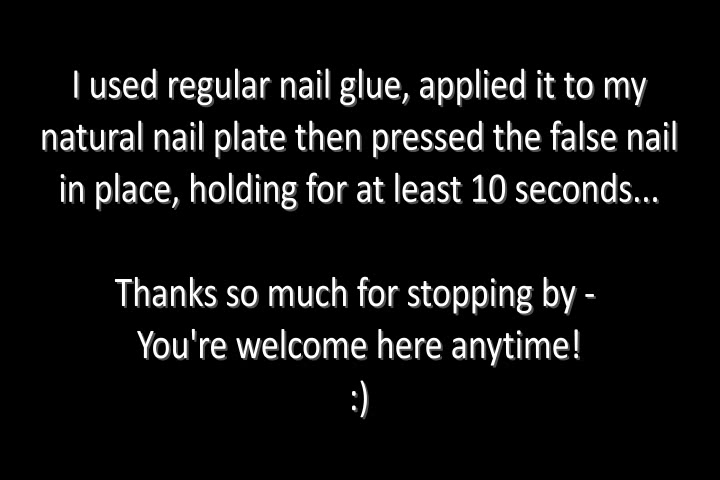 I used regular nail glue, applied it to my
natural nail plate then pressed the false nail
in place, holding for at least 10 seconds...
Thanks so much for stopping by -
You're welcome here anytime!
:)